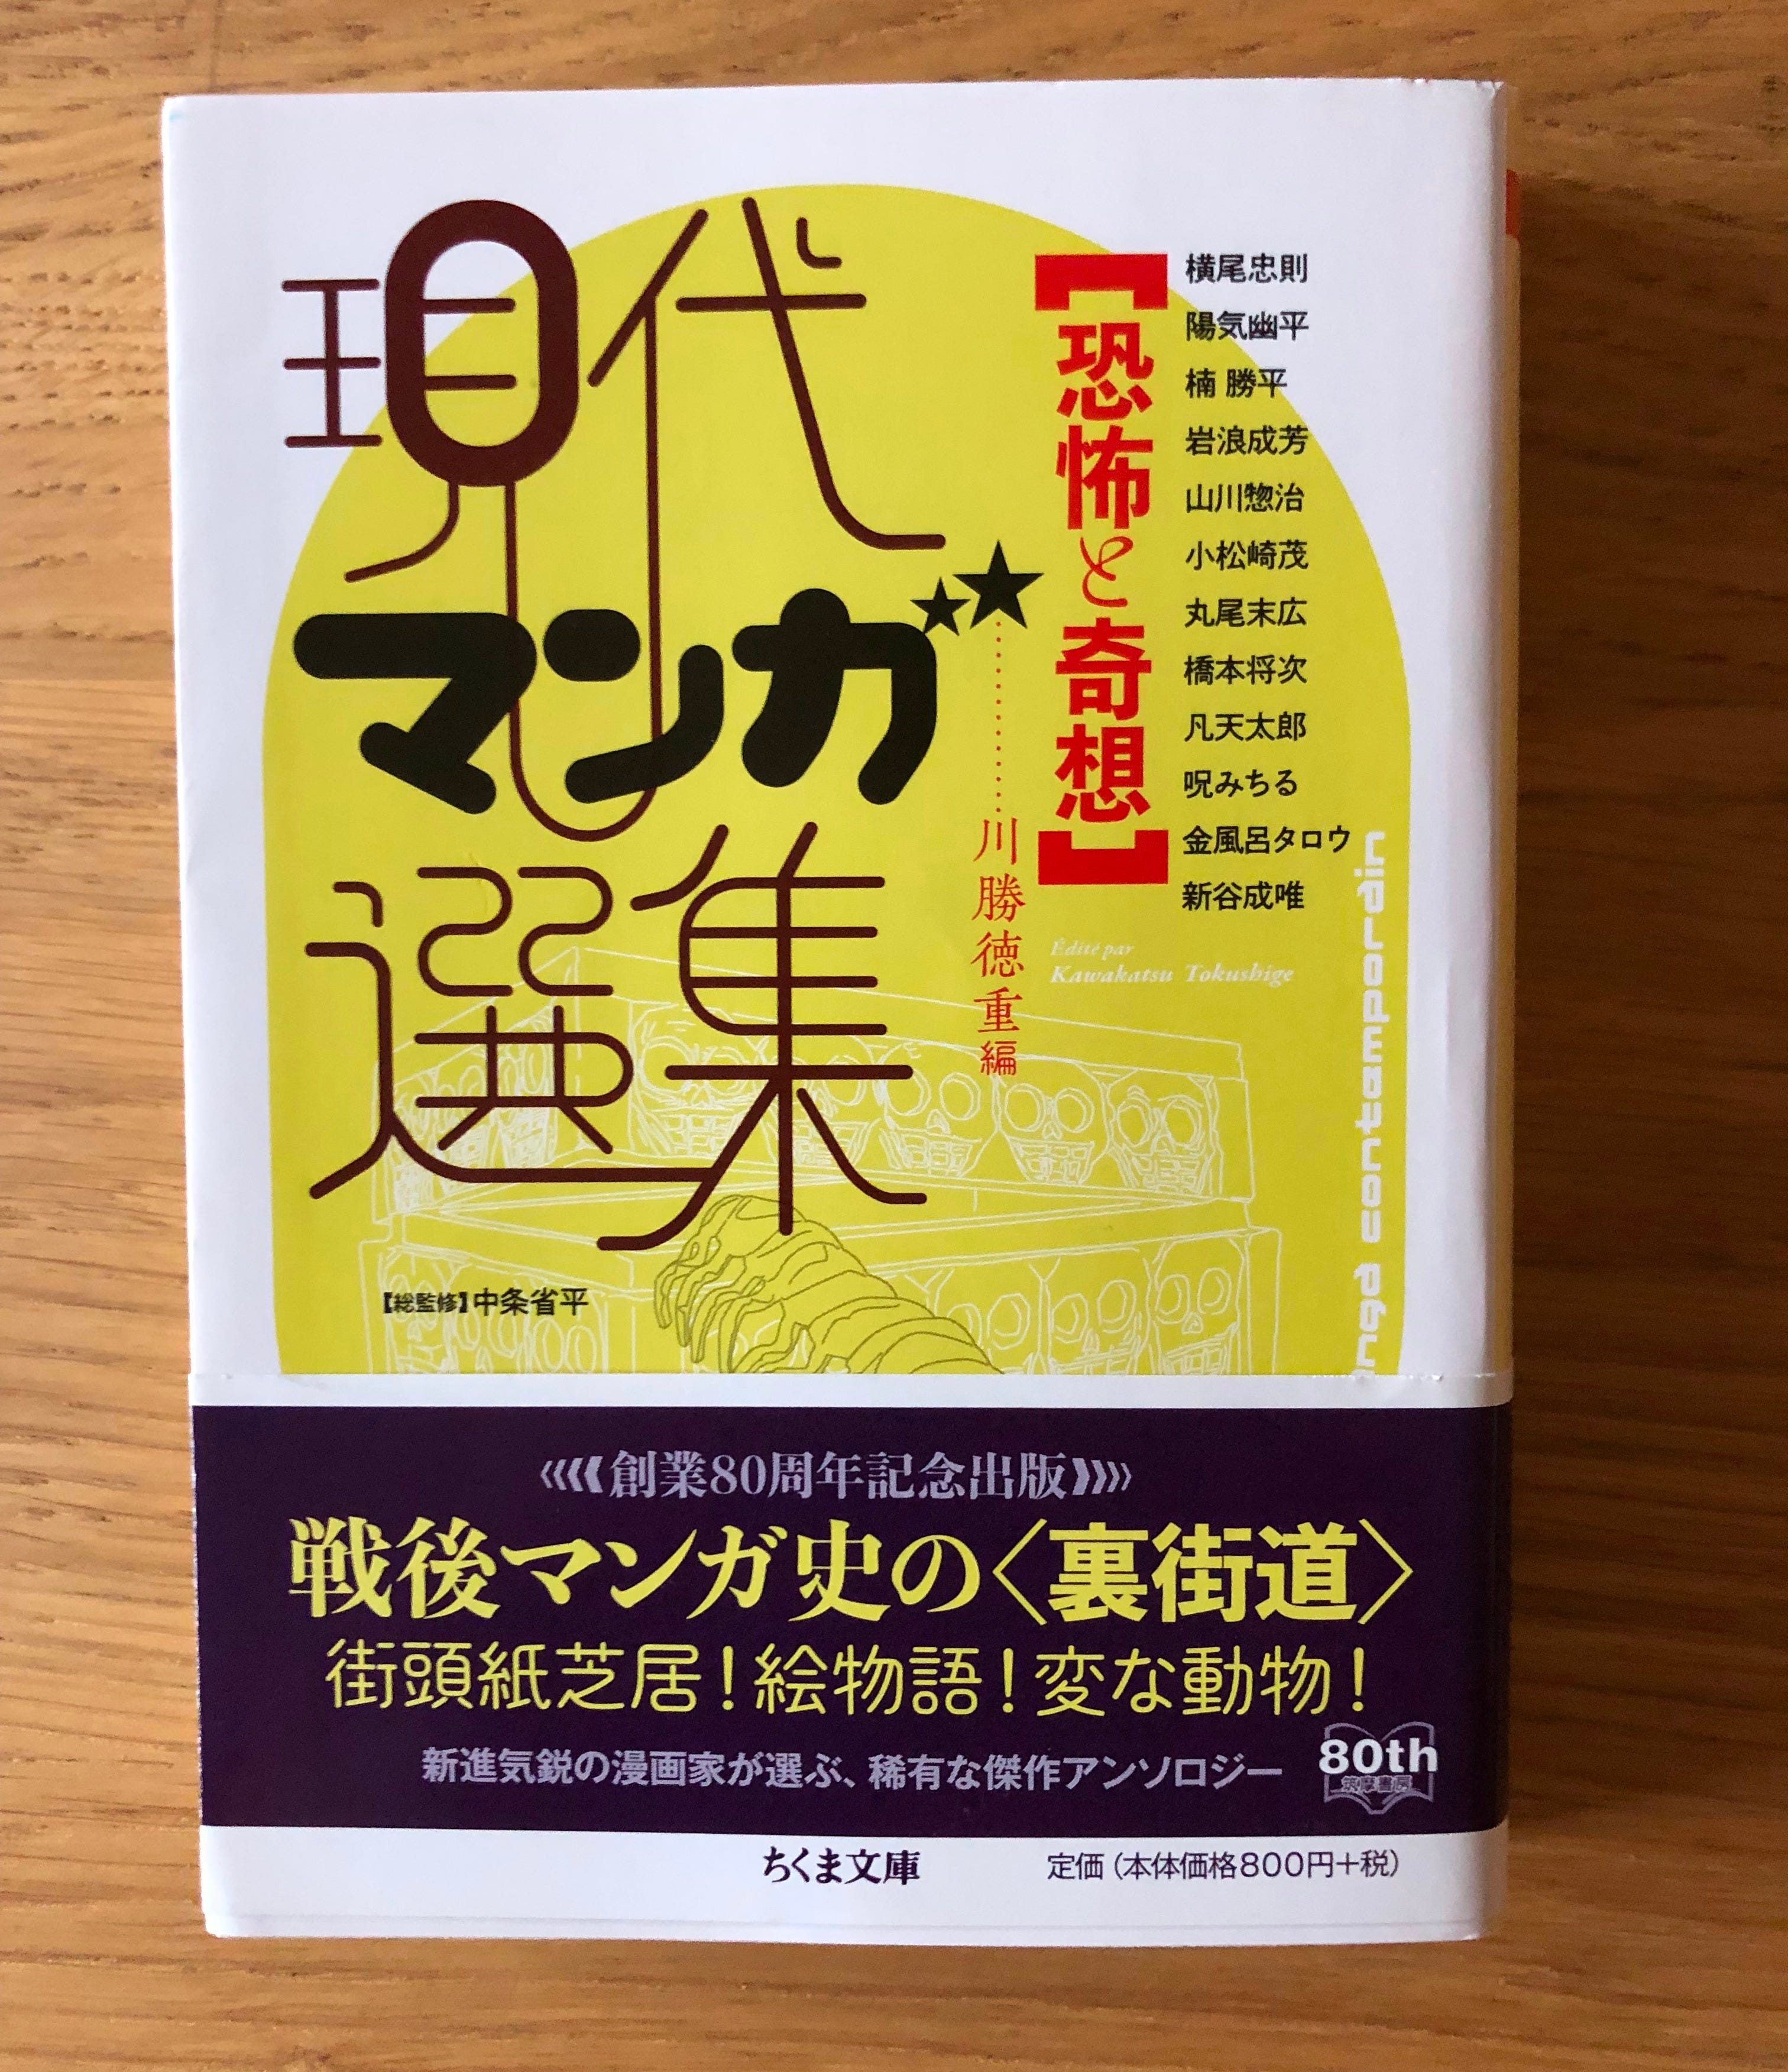 現代
マンガ
選集
【恐怖と奇想】
川勝徳重編
横尾忠則
陽気幽平
楠 勝平
岩浪成芳
山川惣治
小松崎茂
丸尾末広
橋本将次
凡天太郎
呪みちる
金風呂タロウ
新谷成唯
Édité par
Kawakatsu Tokushige
contamporain
【総監修】中条省平
創業80周年記念出版
戦後マンガ史の〈裏街道〉
街頭紙芝居!絵物語!変な動物!
新進気鋭の漫画家が選ぶ、稀有な傑作アンソロジー
80th
筑摩書房
ちくま文庫
定価(本体価格800円+税)